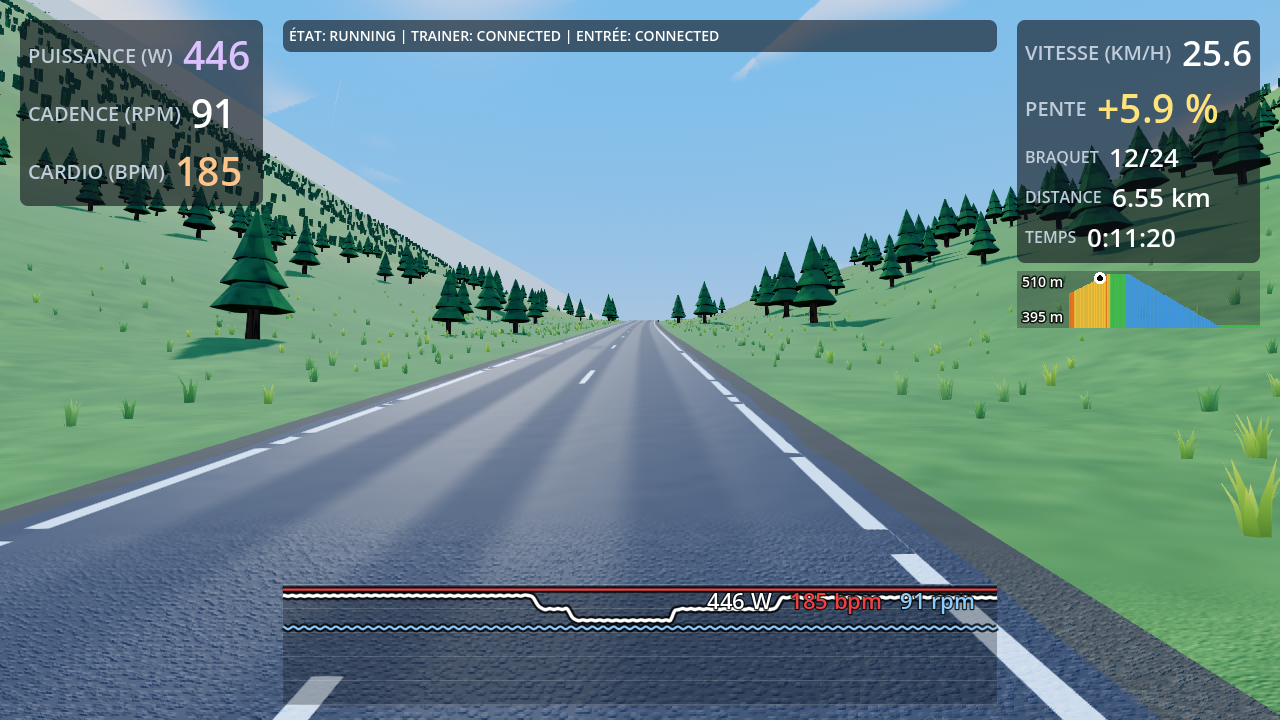 PUISSANCE (W) 446
CADENCE (RPM) 91
CARDIO (BPM) 185
ÉTAT: RUNNING | TRAINER: CONNECTED | ENTRÉE: CONNECTED
VITESSE (KM/H) 25.6
PENTE +5.9 %
BRAQUET 12/24
DISTANCE 6.55 km
TEMPS 0:11:20
510 m
395 m
446 W 185 bpm 91 rpm